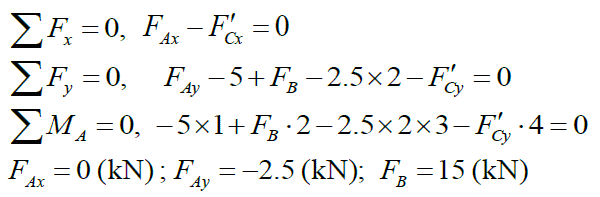 ∑Fₓ = 0, F_Ax − F′_Cx = 0
∑F_y = 0, F_Ay − 5 + F_B − 2.5×2 − F′_Cy = 0
∑M_A = 0, −5×1 + F_B · 2 − 2.5×2×3 − F′_Cy · 4 = 0
F_Ax = 0 (kN) ; F_Ay = −2.5 (kN); F_B = 15 (kN)